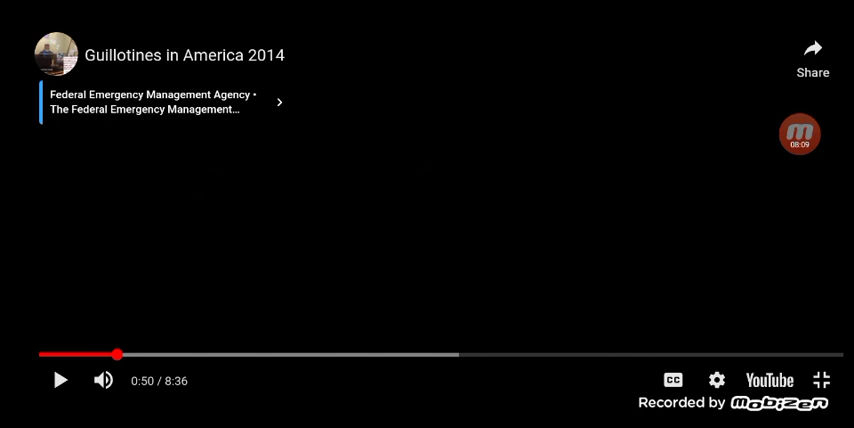 Guillotines in America 2014
Share
Federal Emergency Management Agency •
The Federal Emergency Management...
08:09
0:50 / 8:36
CC
YouTube
Recorded by mobizen